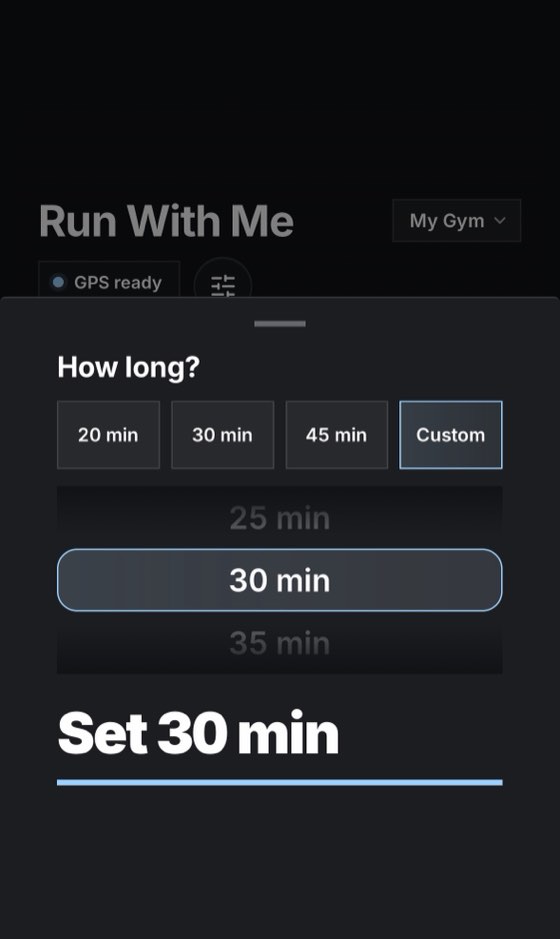 Run With Me
My Gym
GPS ready
How long?
20 min
30 min
45 min
Custom
25 min
30 min
35 min
Set 30 min